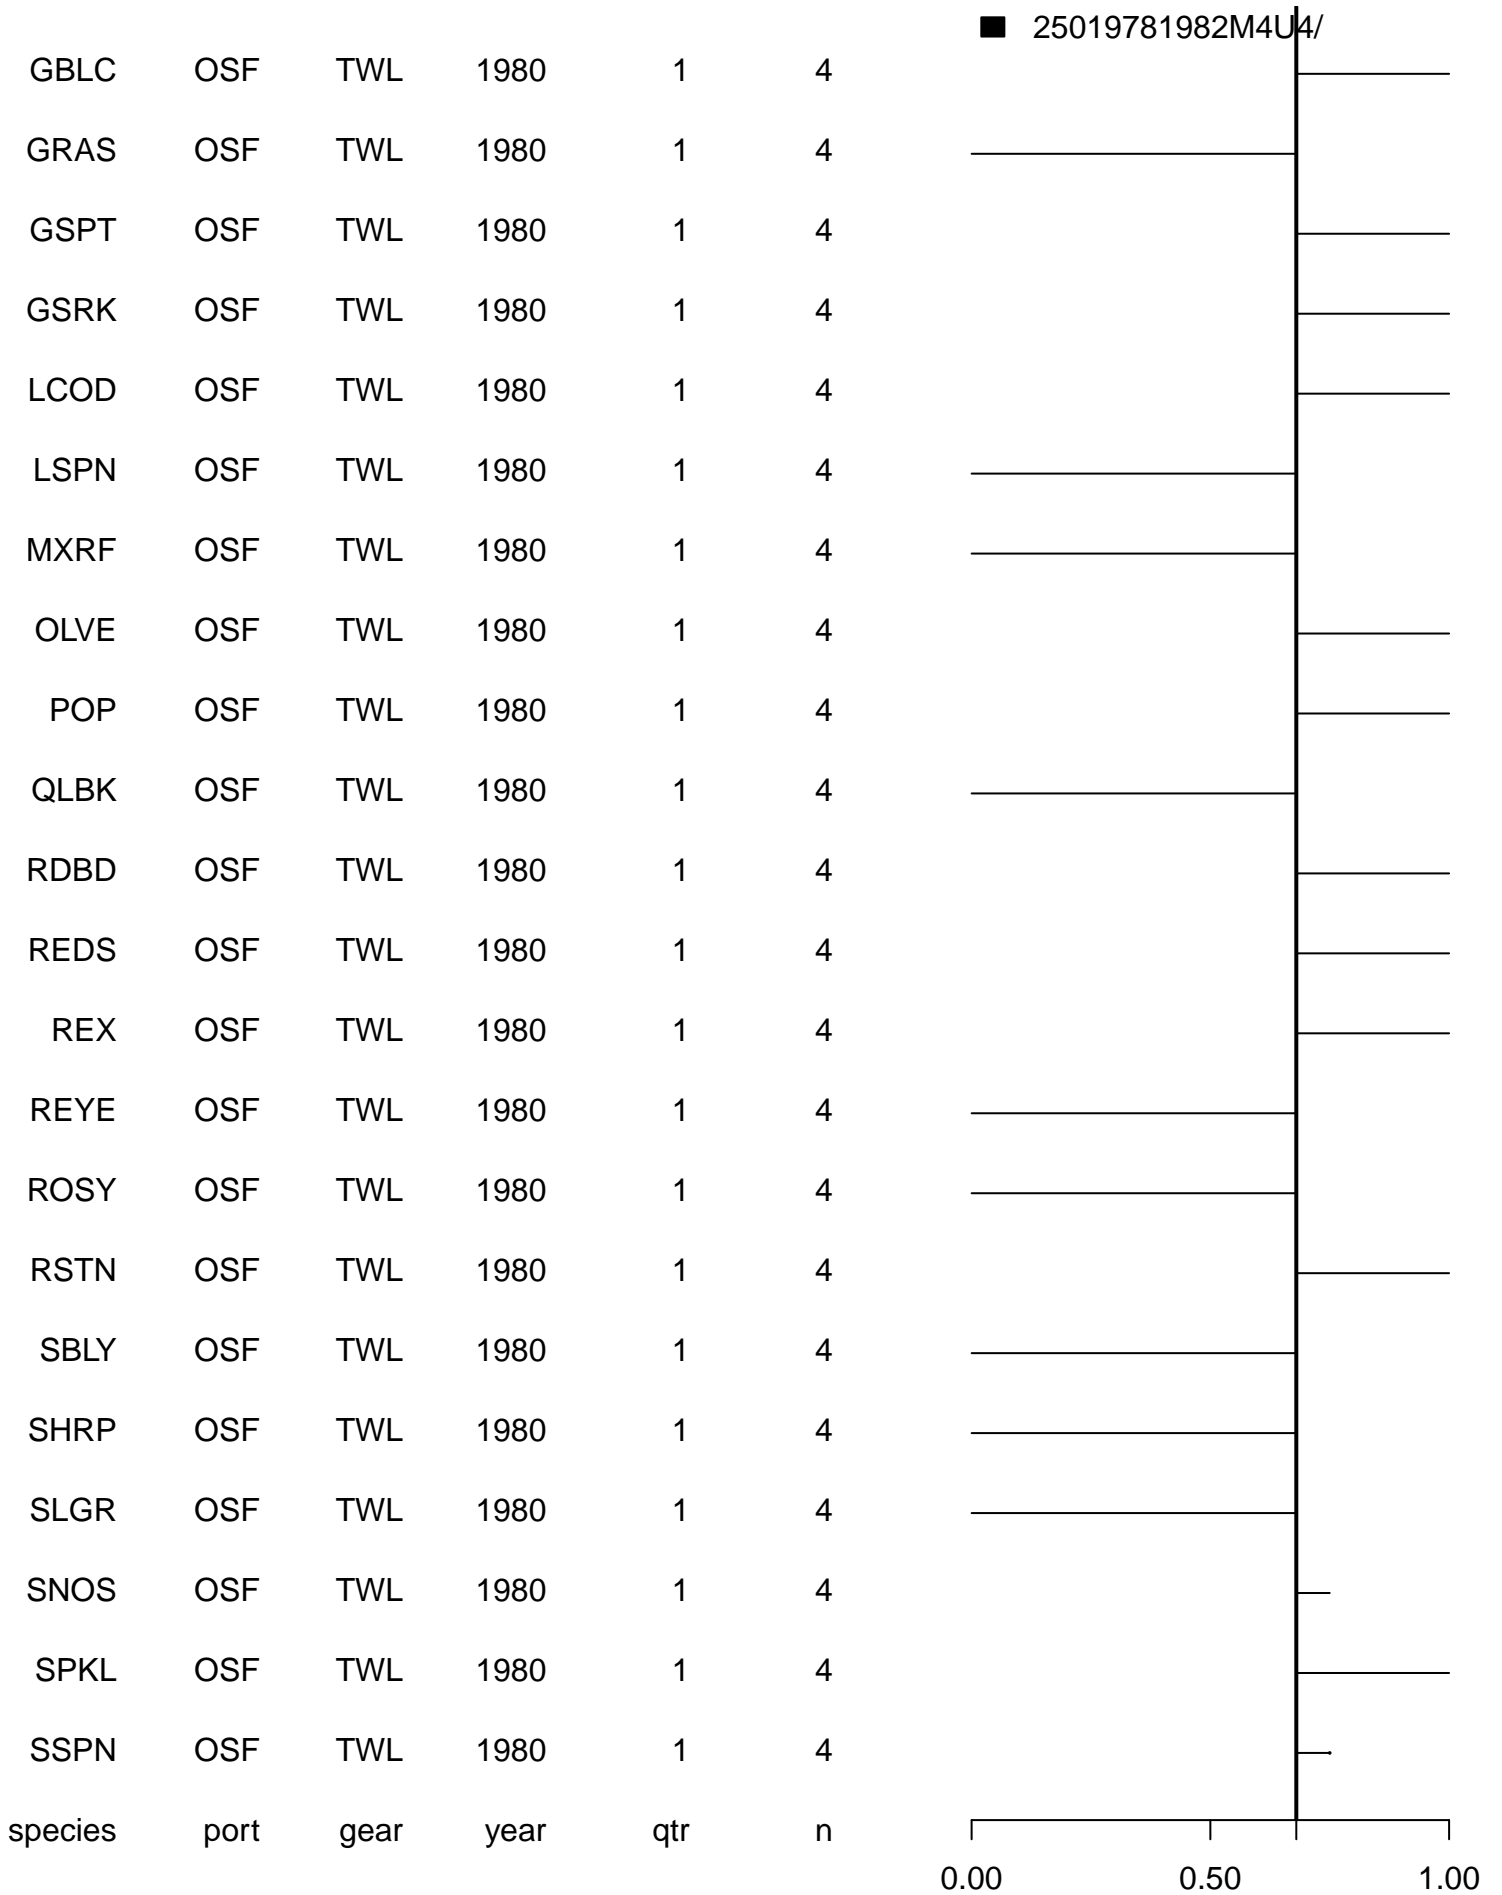 25019781982M4U4/
GBLC OSF TWL 1980 1 4
GRAS OSF TWL 1980 1 4
GSPT OSF TWL 1980 1 4
GSRK OSF TWL 1980 1 4
LCOD OSF TWL 1980 1 4
LSPN OSF TWL 1980 1 4
MXRF OSF TWL 1980 1 4
OLVE OSF TWL 1980 1 4
POP OSF TWL 1980 1 4
QLBK OSF TWL 1980 1 4
RDBD OSF TWL 1980 1 4
REDS OSF TWL 1980 1 4
REX OSF TWL 1980 1 4
REYE OSF TWL 1980 1 4
ROSY OSF TWL 1980 1 4
RSTN OSF TWL 1980 1 4
SBLY OSF TWL 1980 1 4
SHRP OSF TWL 1980 1 4
SLGR OSF TWL 1980 1 4
SNOS OSF TWL 1980 1 4
SPKL OSF TWL 1980 1 4
SSPN OSF TWL 1980 1 4
species port gear year qtr n
0.00 0.50 1.00